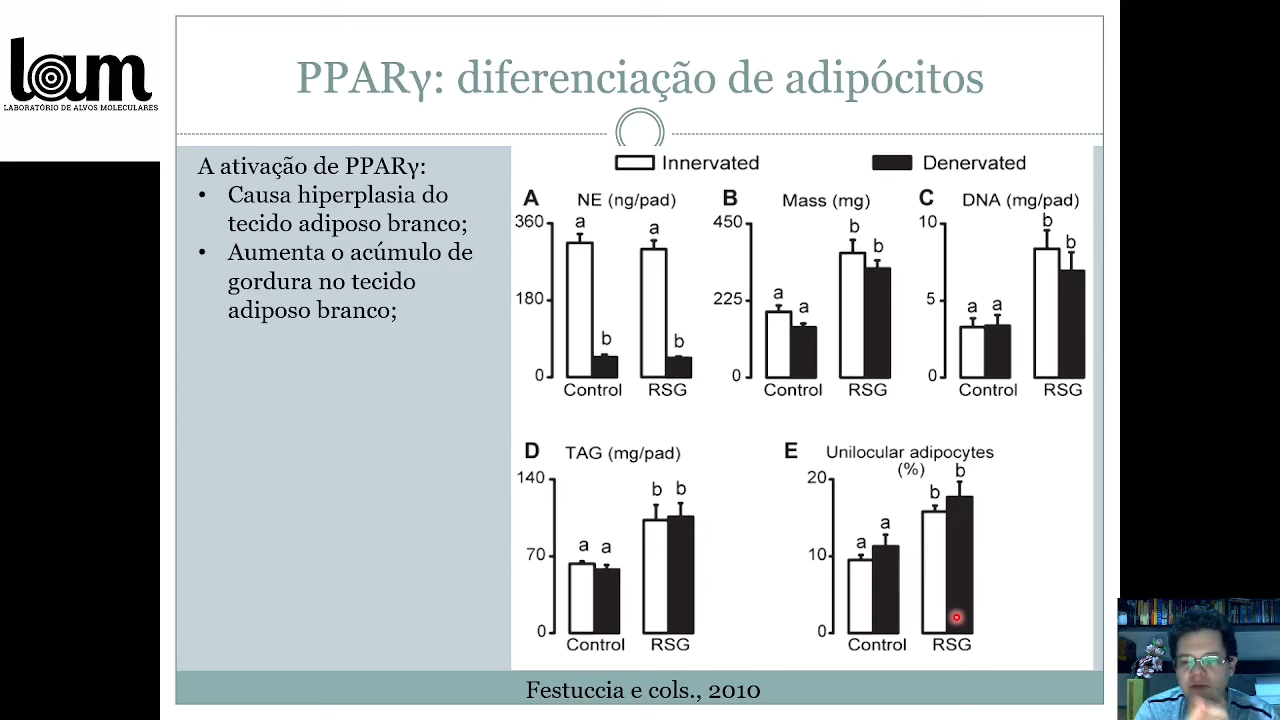 lam
LABORATÓRIO DE ALVOS MOLECULARES
PPARγ: diferenciação de adipócitos
A ativação de PPARγ:
• Causa hiperplasia do
tecido adiposo branco;
• Aumenta o acúmulo de
gordura no tecido
adiposo branco;
Innervated Denervated
A NE (ng/pad)
360
180
0
a
b
a
b
Control RSG
B Mass (mg)
450
225
0
a
a
b
b
Control RSG
C DNA (mg/pad)
10
5
0
a
a
b
b
Control RSG
D TAG (mg/pad)
140
70
0
a
a
b
b
Control RSG
E Unilocular adipocytes
(%)
20
10
0
a
a
b
b
Control RSG
Festuccia e cols., 2010